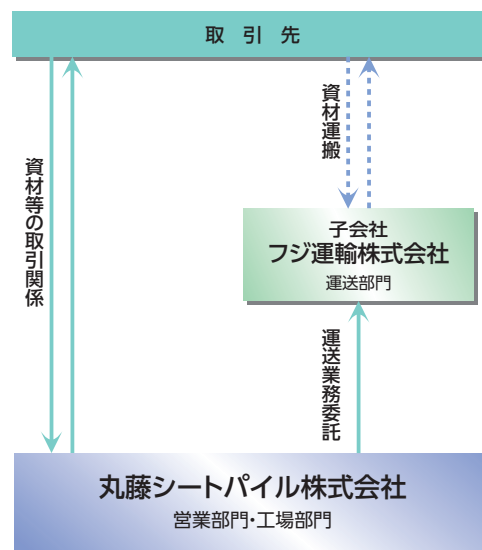 取引先
資材運搬
資材等の取引関係
子会社
フジ運輸株式会社
運送部門
運送業務委託
丸藤シートパイル株式会社
営業部門・工場部門